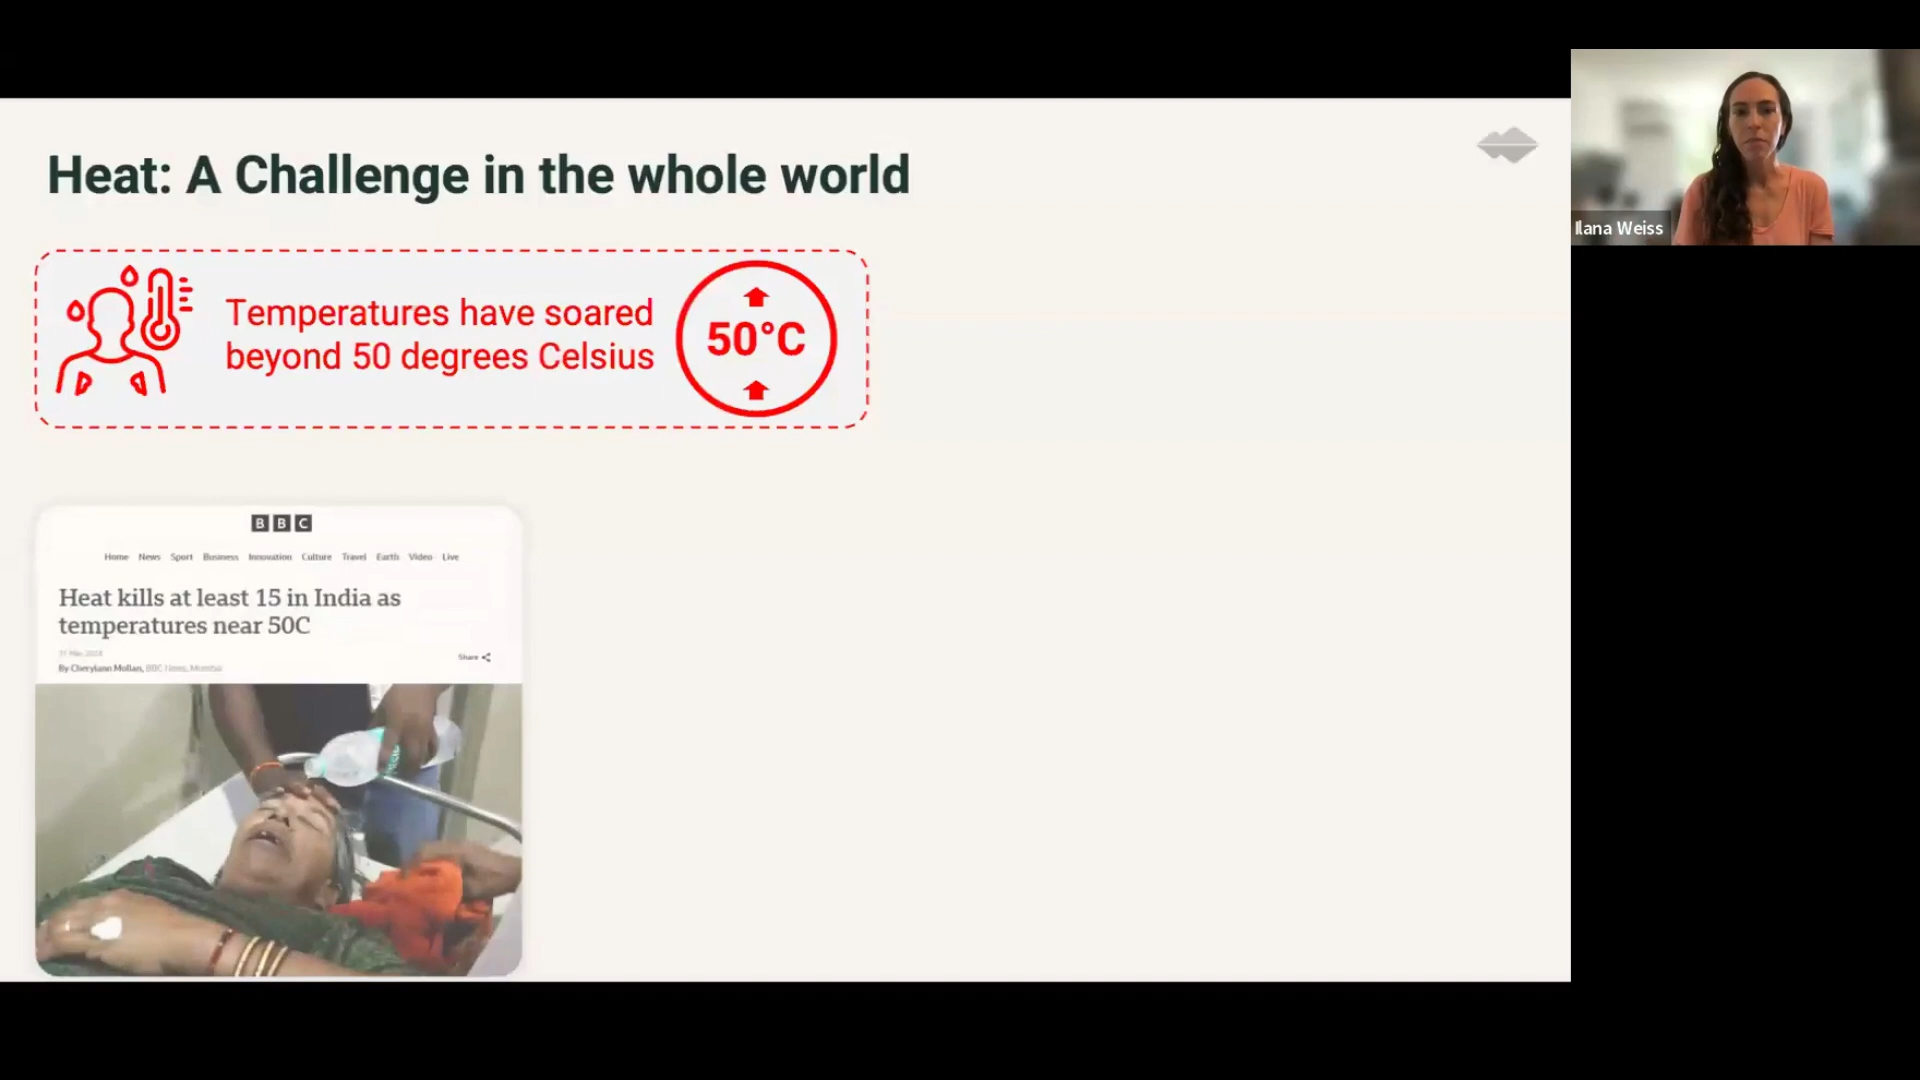 Heat: A Challenge in the whole world
Temperatures have soared
beyond 50 degrees Celsius
50°C
BBC
Home News Sport Business Innovation Culture Travel Earth Video Live
Heat kills at least 15 in India as
temperatures near 50C
Share
By Cherylann Mollan, BBC News, Mumbai
Ilana Weiss